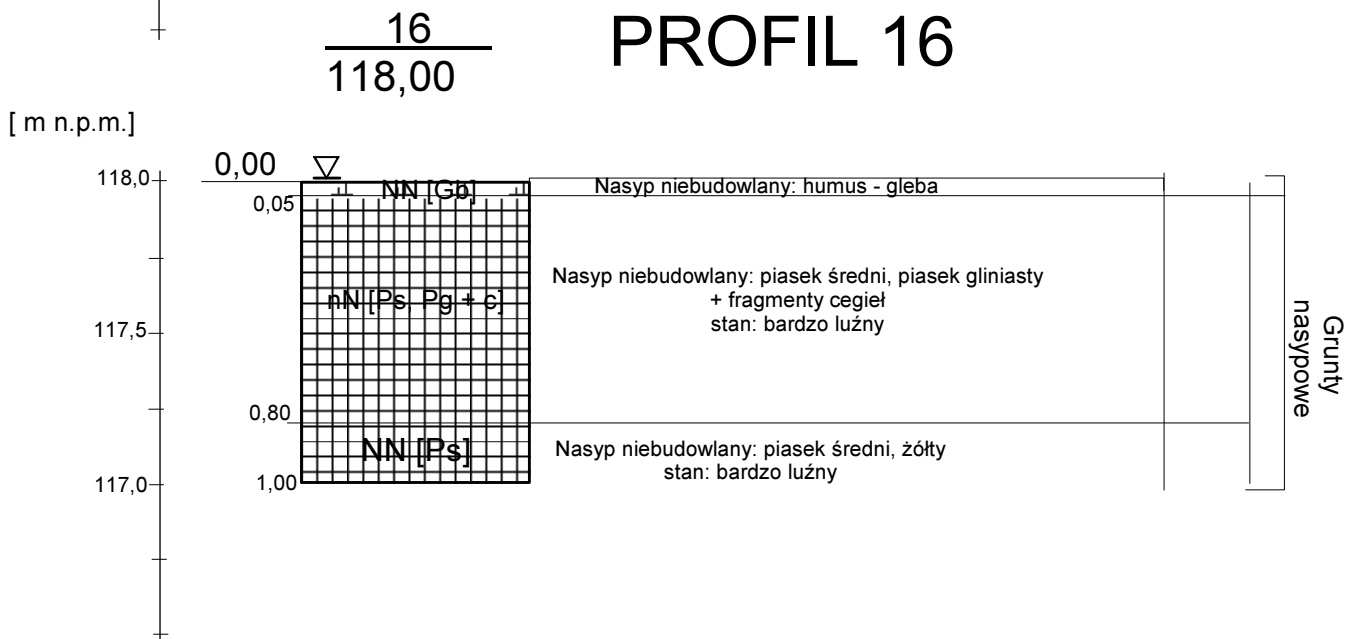 16
118,00
PROFIL 16
[ m n.p.m.]
118,0
0,00
NN [Gb]
Nasyp niebudowlany: humus - gleba
0,05
nN [Ps, Pg + c]
Nasyp niebudowlany: piasek średni, piasek gliniasty
+ fragmenty cegieł
stan: bardzo luźny
117,5
Grunty
nasypowe
0,80
NN [Ps]
Nasyp niebudowlany: piasek średni, żółty
stan: bardzo luźny
117,0
1,00